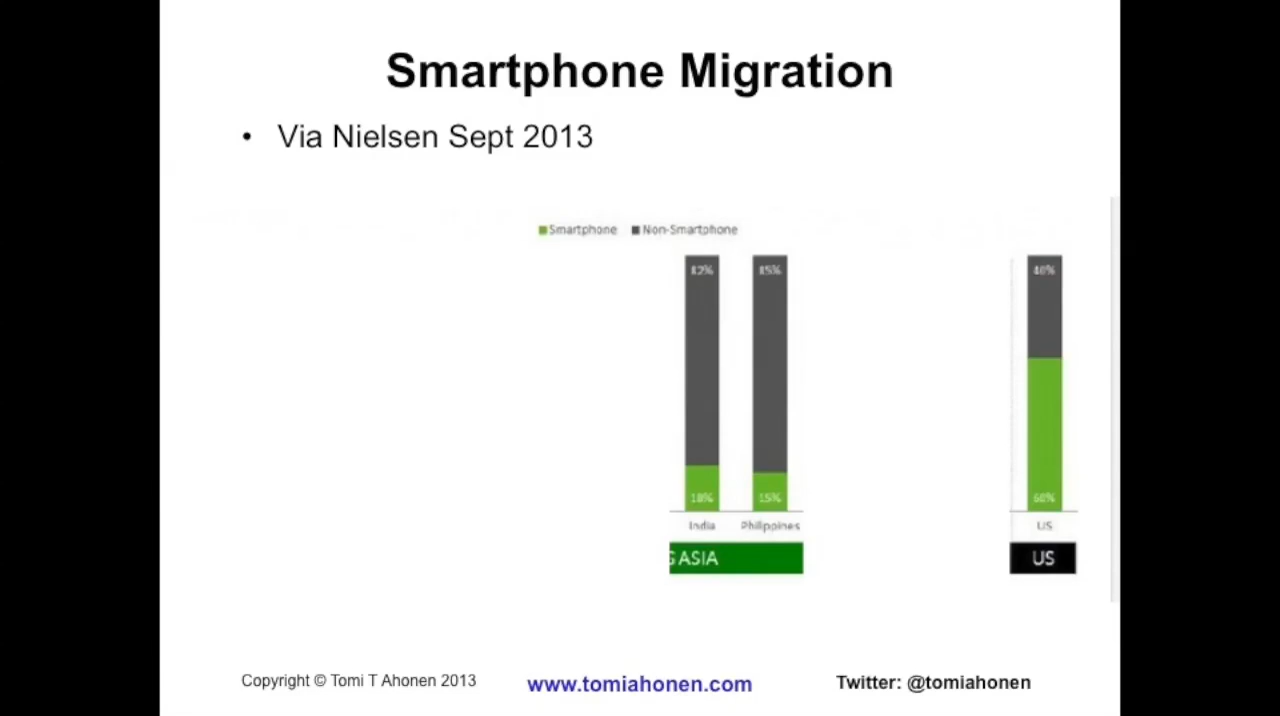 Smartphone Migration
• Via Nielsen Sept 2013
Smartphone Non-Smartphone
82% 85% 40%
18% 15% 60%
India Philippines US
G ASIA US
Copyright © Tomi T Ahonen 2013 www.tomiahonen.com Twitter: @tomiahonen